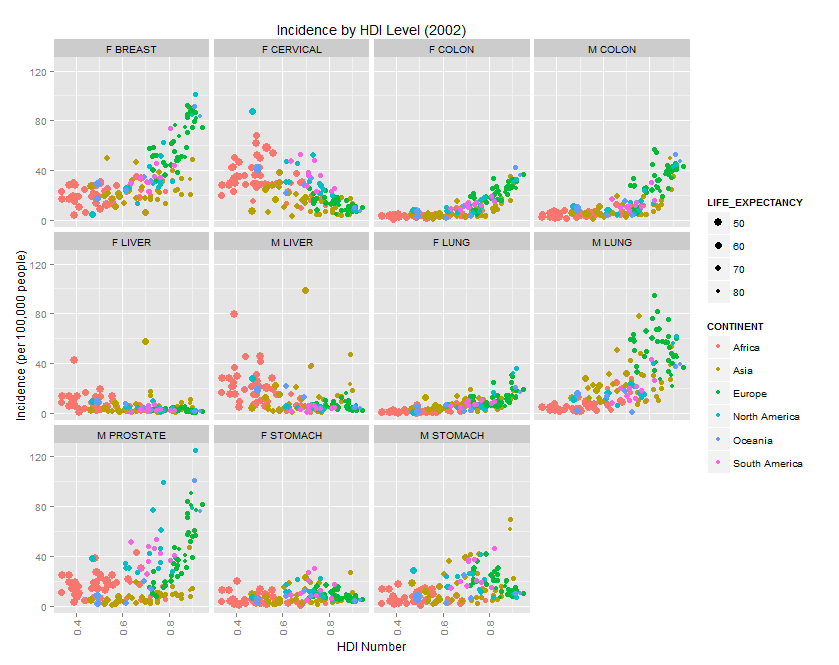 Incidence by HDI Level (2002)
F BREAST
F CERVICAL
F COLON
M COLON
120
80
40
0
F LIVER
M LIVER
F LUNG
M LUNG
120
80
40
0
M PROSTATE
F STOMACH
M STOMACH
120
80
40
0
0.4
0.6
0.8
0.4
0.6
0.8
0.4
0.6
0.8
HDI Number
Incidence (per 100,000 people)
LIFE_EXPECTANCY
50
60
70
80
CONTINENT
Africa
Asia
Europe
North America
Oceania
South America